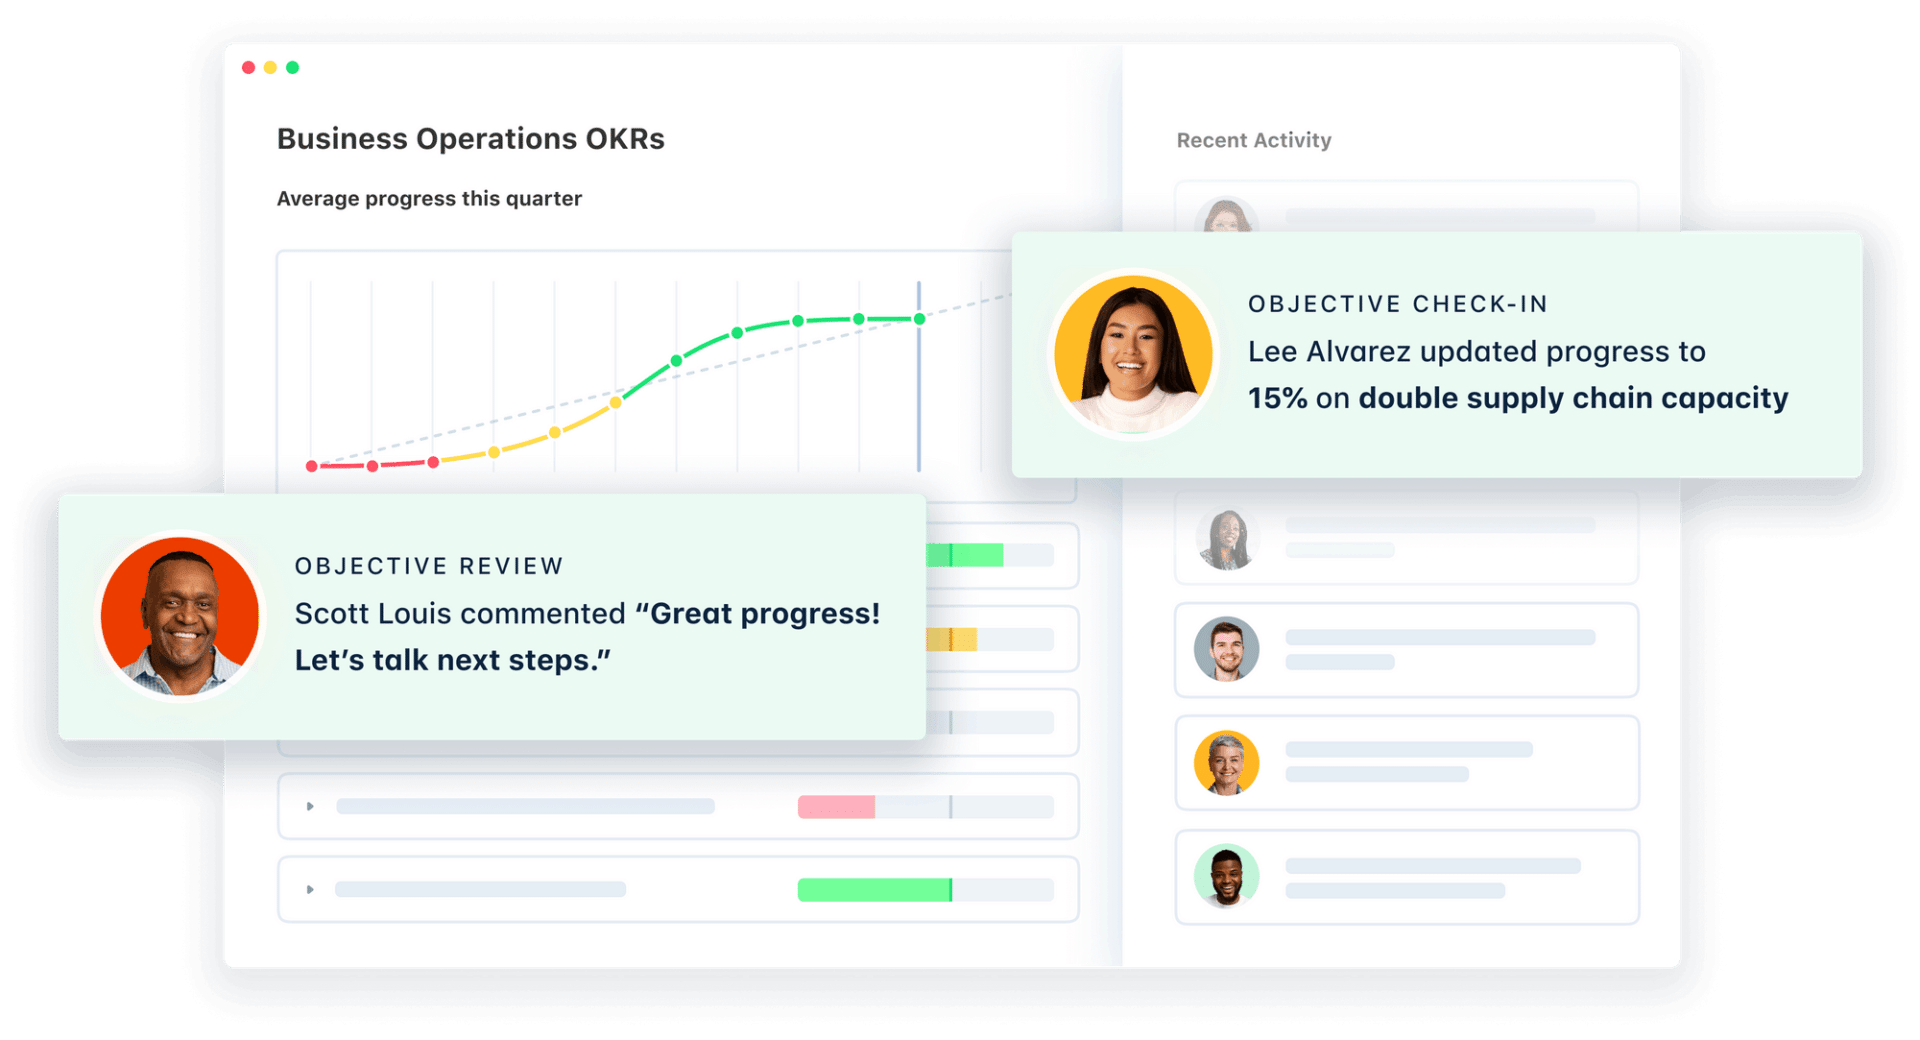 Business Operations OKRs
Average progress this quarter
Recent Activity
OBJECTIVE CHECK-IN
Lee Alvarez updated progress to
15% on double supply chain capacity
OBJECTIVE REVIEW
Scott Louis commented “Great progress!
Let’s talk next steps.”